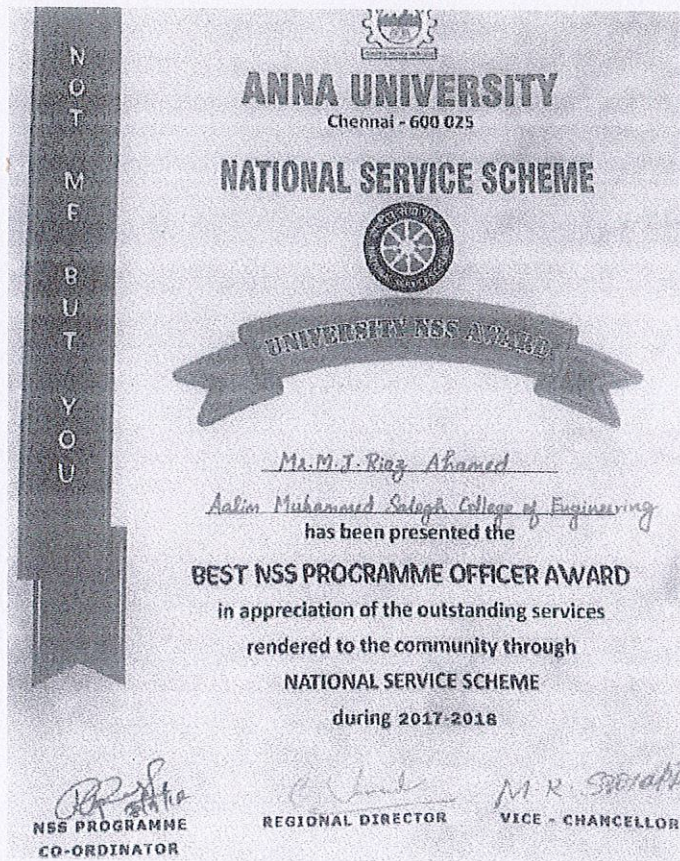 NOT ME BUT YOU
ANNA UNIVERSITY
Chennai - 600 025
NATIONAL SERVICE SCHEME
UNIVERSITY NSS AWARD
Mr. M. J. Riaz Ahamed
Aalim Muhammed Salegh College of Engineering
has been presented the
BEST NSS PROGRAMME OFFICER AWARD
in appreciation of the outstanding services
rendered to the community through
NATIONAL SERVICE SCHEME
during 2017-2018
NSS PROGRAMME
CO-ORDINATOR
REGIONAL DIRECTOR
VICE - CHANCELLOR